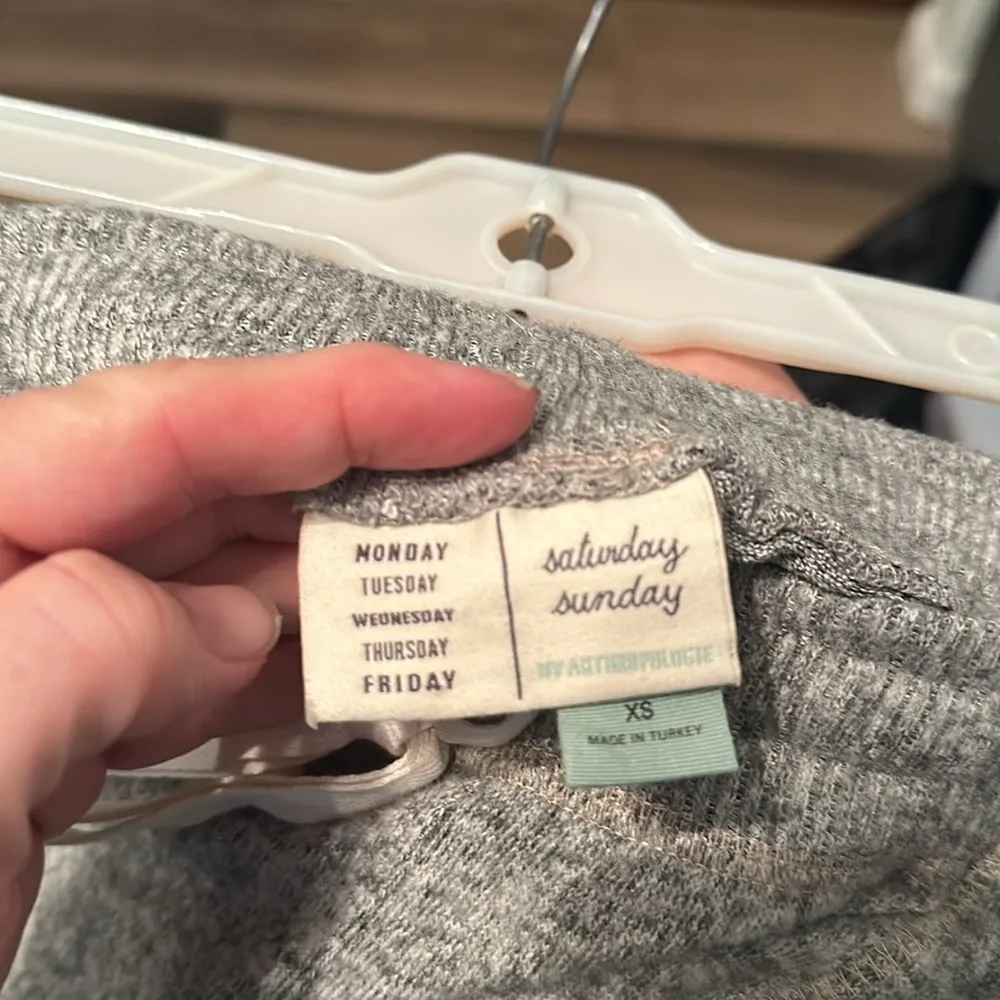 MONDAY
TUESDAY
WEDNESDAY
THURSDAY
FRIDAY
saturday
sunday
BY ANTHROPOLOGIE
XS
MADE IN TURKEY